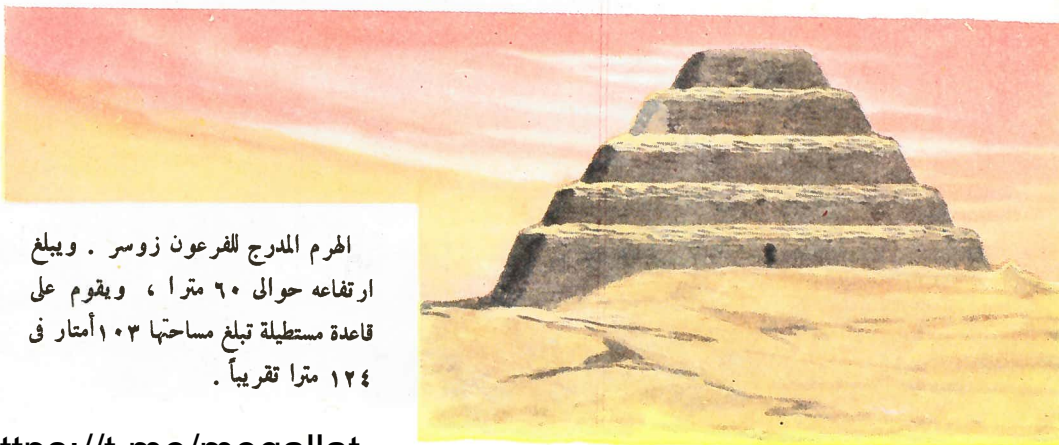 الهرم المدرج للفرعون زوسر . ويبلغ
ارتفاعه حوالى ٦٠ مترا ، ويقوم على
قاعدة مستطيلة تبلغ مساحتها ١٠٣أمتار فى
١٢٤ مترا تقريباً .